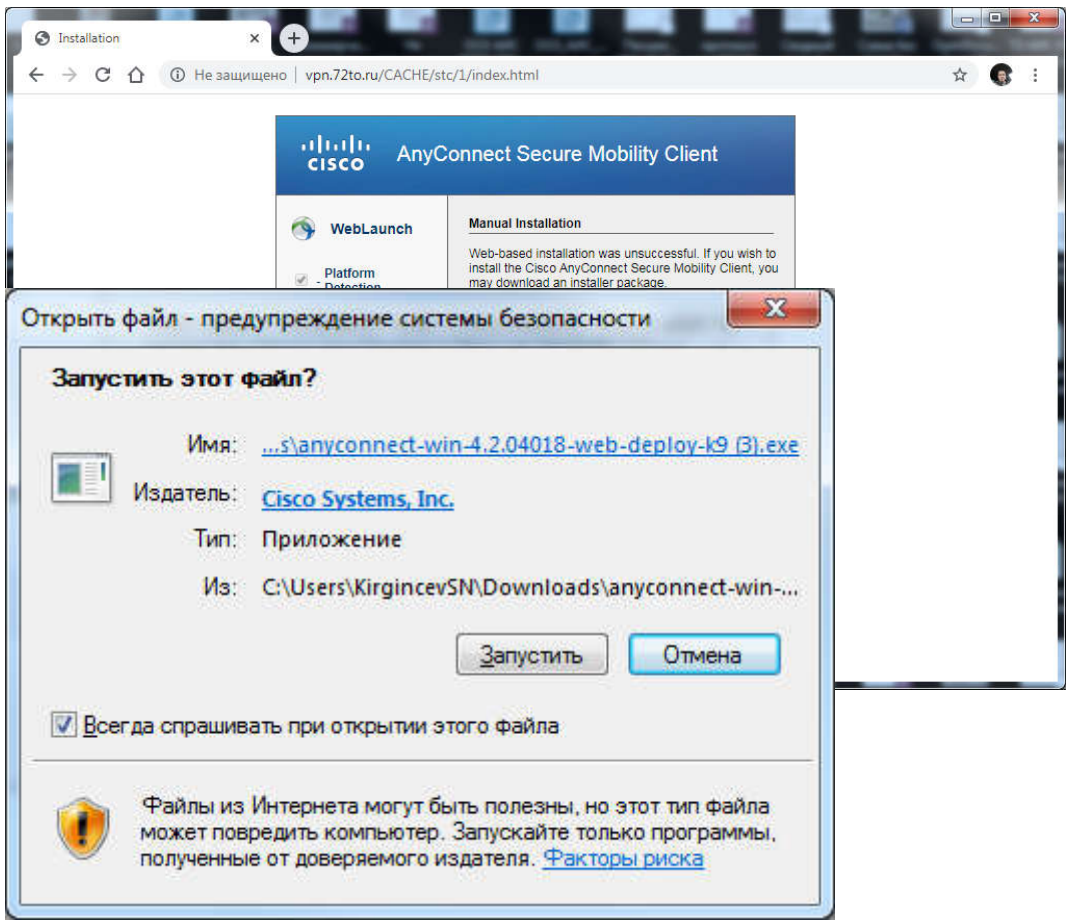 Installation
Не защищено | vpn.72to.ru/CACHE/stc/1/index.html
CISCO AnyConnect Secure Mobility Client
WebLaunch
Platform
- Detection
Manual Installation
Web-based installation was unsuccessful. If you wish to
install the Cisco AnyConnect Secure Mobility Client, you
may download an installer package.
Открыть файл - предупреждение системы безопасности
Запустить этот файл?
Имя: ...s\anyconnect-win-4.2.04018-web-deploy-k9 (3).exe
Издатель: Cisco Systems, Inc.
Тип: Приложение
Из: C:\Users\KirgincevSN\Downloads\anyconnect-win-...
Запустить Отмена
Всегда спрашивать при открытии этого файла
Файлы из Интернета могут быть полезны, но этот тип файла
может повредить компьютер. Запускайте только программы,
полученные от доверяемого издателя. Факторы риска